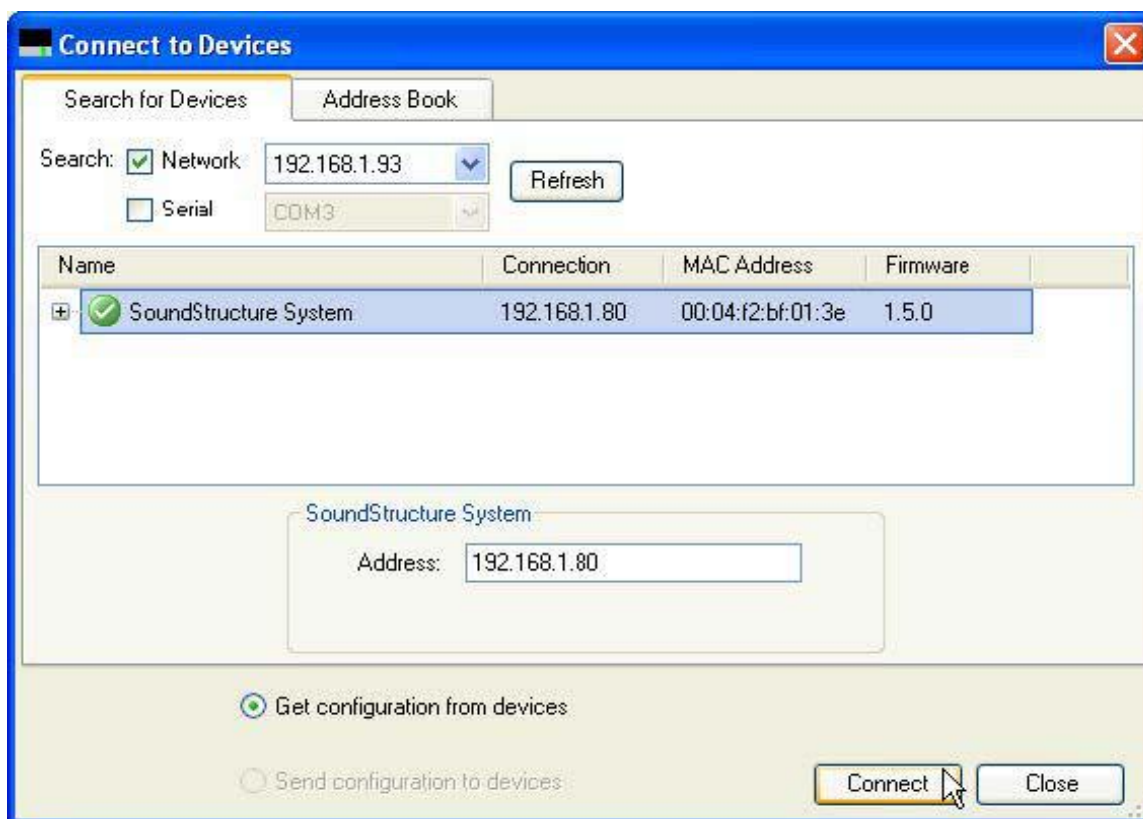 Connect to Devices
Search for Devices Address Book
Search: Network 192.168.1.93 Refresh
Serial COM3
Name Connection MAC Address Firmware
SoundStructure System 192.168.1.80 00:04:f2:bf:01:3e 1.5.0
SoundStructure System
Address: 192.168.1.80
Get configuration from devices
Send configuration to devices
Connect Close